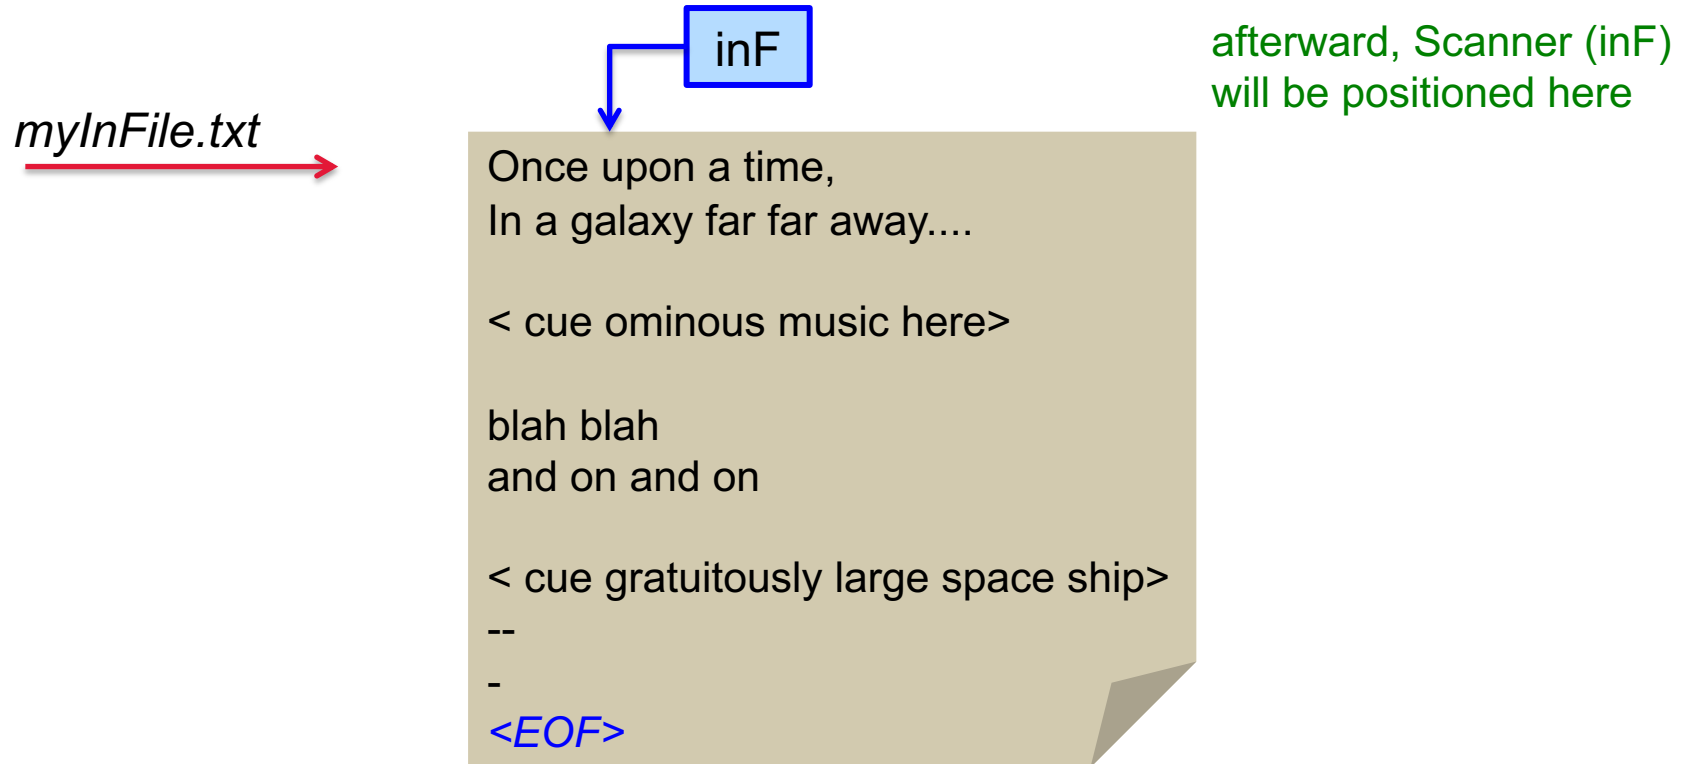 inF
afterward, Scanner (inF)
will be positioned here
myInFile.txt
Once upon a time,
In a galaxy far far away....
< cue ominous music here>
blah blah
and on and on
< cue gratuitously large space ship>
--
-
<EOF>